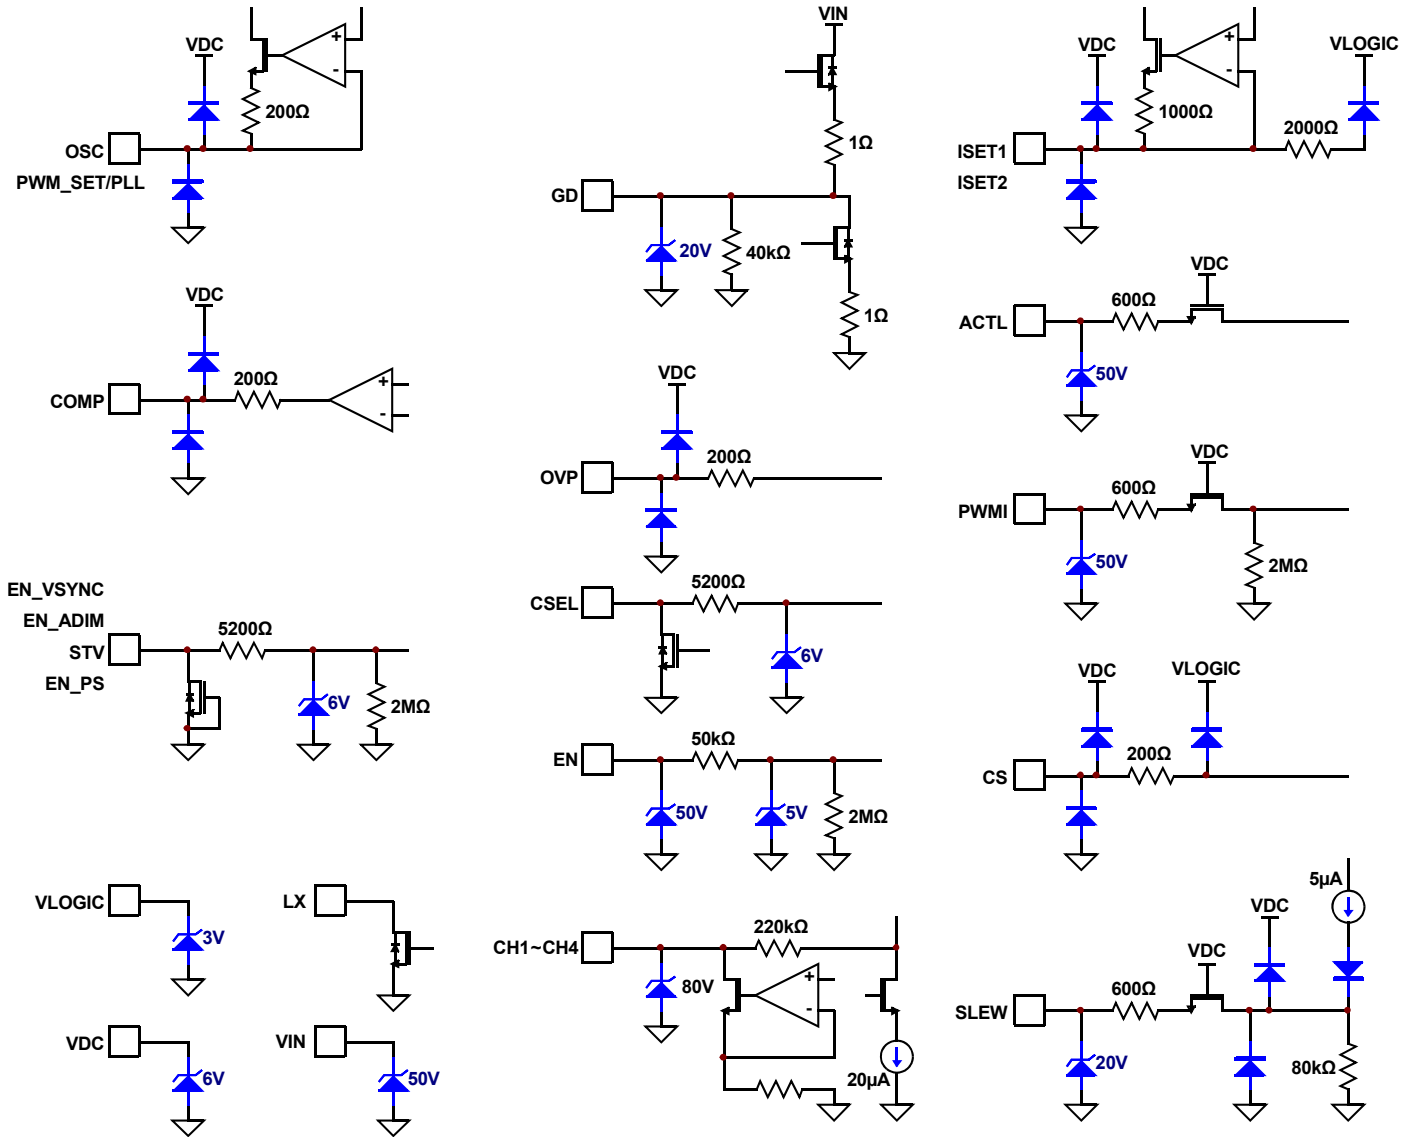 VDC
+
-
200Ω
OSC
PWM_SET/PLL
VDC
200Ω
+
-
COMP
EN_VSYNC
EN_ADIM
STV
EN_PS
5200Ω
6V
2MΩ
VLOGIC
3V
LX
VDC
6V
VIN
50V
VIN
1Ω
GD
20V
40kΩ
1Ω
VDC
200Ω
OVP
5200Ω
CSEL
6V
50kΩ
EN
50V
5V
2MΩ
220kΩ
CH1~CH4
80V
+
-
20µA
VDC
+
-
VLOGIC
1000Ω
2000Ω
ISET1
ISET2
VDC
600Ω
ACTL
50V
VDC
600Ω
PWMI
50V
2MΩ
VDC
VLOGIC
200Ω
CS
5µA
VDC
VDC
600Ω
SLEW
20V
80kΩ